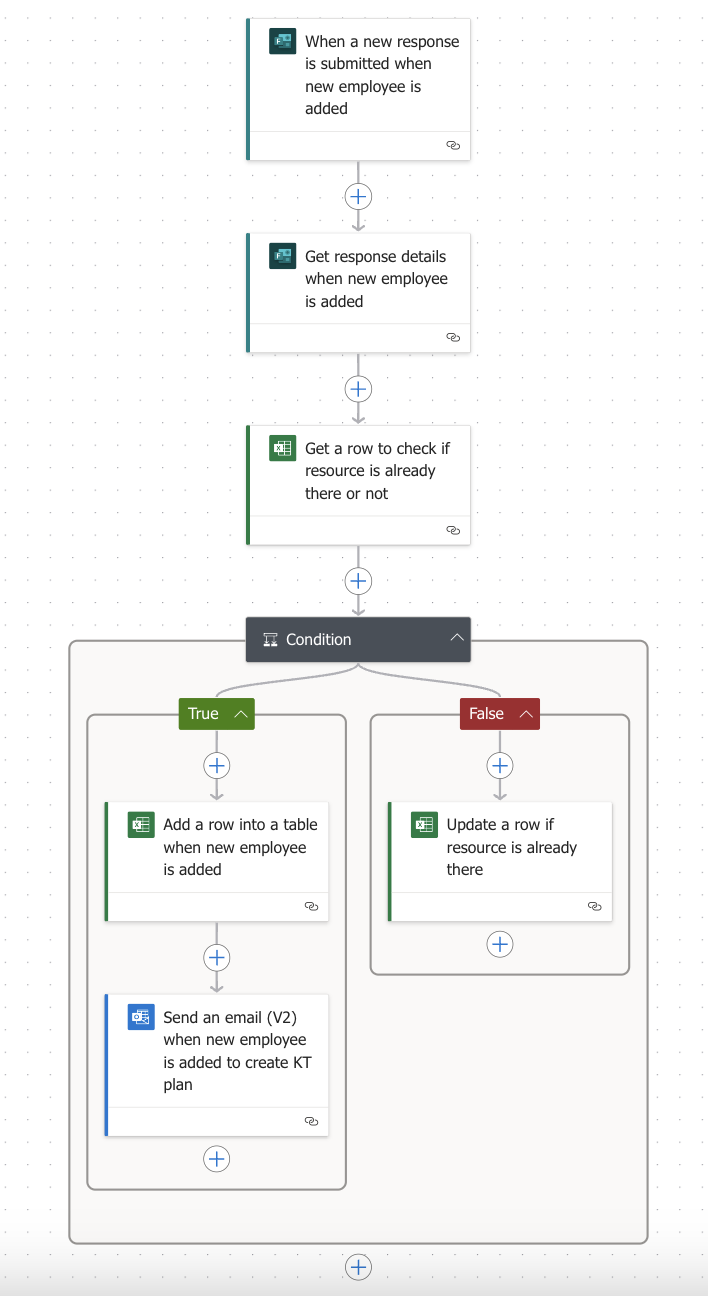 When a new response
is submitted when
new employee is
added
Get response details
when new employee
is added
Get a row to check if
resource is already
there or not
Condition
True
False
Add a row into a table
when new employee
is added
Update a row if
resource is already
there
Send an email (V2)
when new employee
is added to create KT
plan